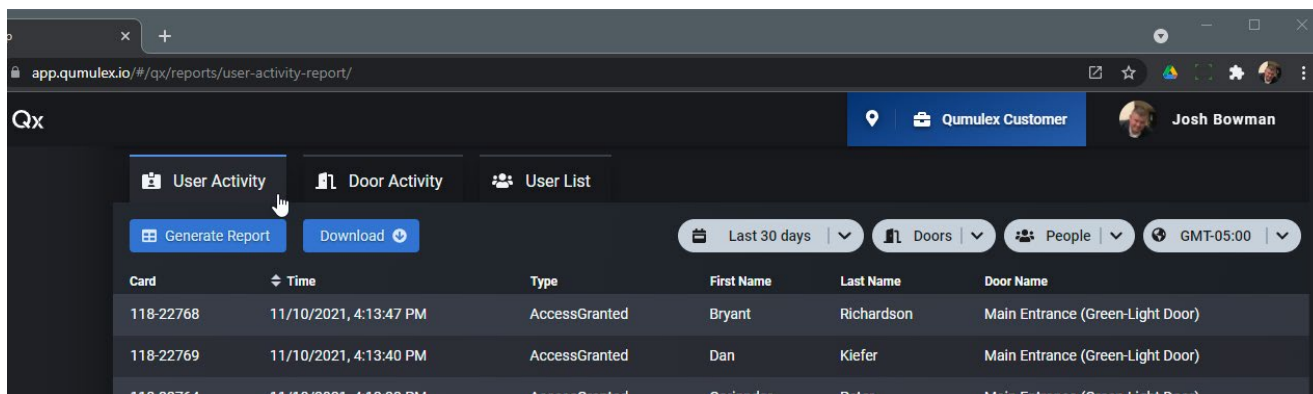 app.qumulex.io/#/qx/reports/user-activity-report/
Qx
Qumulex Customer
Josh Bowman
User Activity
Door Activity
User List
Generate Report
Download
Last 30 days
Doors
People
GMT-05:00
Card Time Type First Name Last Name Door Name
118-22768 11/10/2021, 4:13:47 PM AccessGranted Bryant Richardson Main Entrance (Green-Light Door)
118-22769 11/10/2021, 4:13:40 PM AccessGranted Dan Kiefer Main Entrance (Green-Light Door)